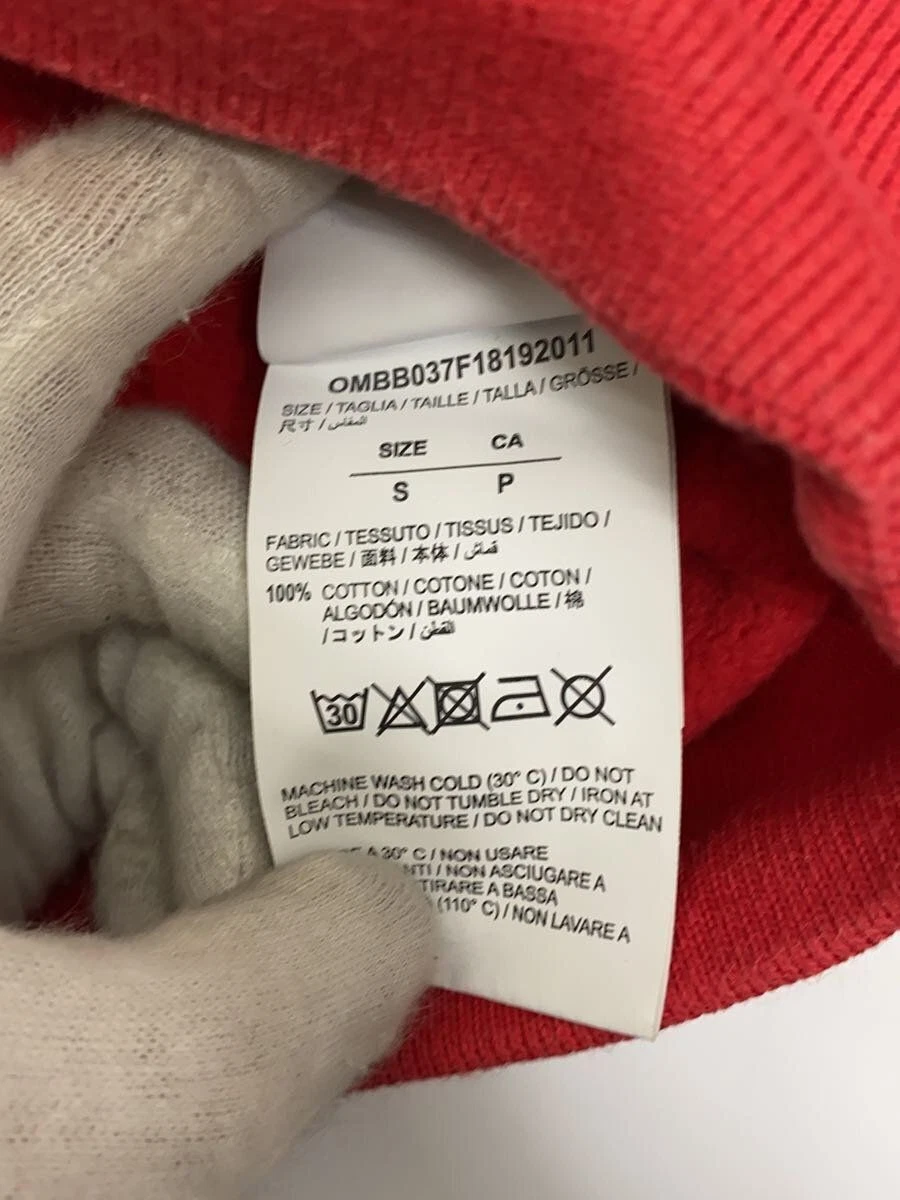 OMBB037F18192011
SIZE / TAGLIA / TAILLE / TALLA / GRÖSSE /
尺寸 / المقاس
SIZE CA
S P
FABRIC / TESSUTO / TISSUS / TEJIDO /
GEWEBE / 面料 / 本体 / قماش
100% COTTON / COTONE / COTON /
ALGODÓN / BAUMWOLLE / 棉
/ コットン / القطن
30
MACHINE WASH COLD (30° C) / DO NOT
BLEACH / DO NOT TUMBLE DRY / IRON AT
LOW TEMPERATURE / DO NOT DRY CLEAN
A 30° C / NON USARE
/ NON ASCIUGARE A
TIRARE A BASSA
(110° C) / NON LAVARE A